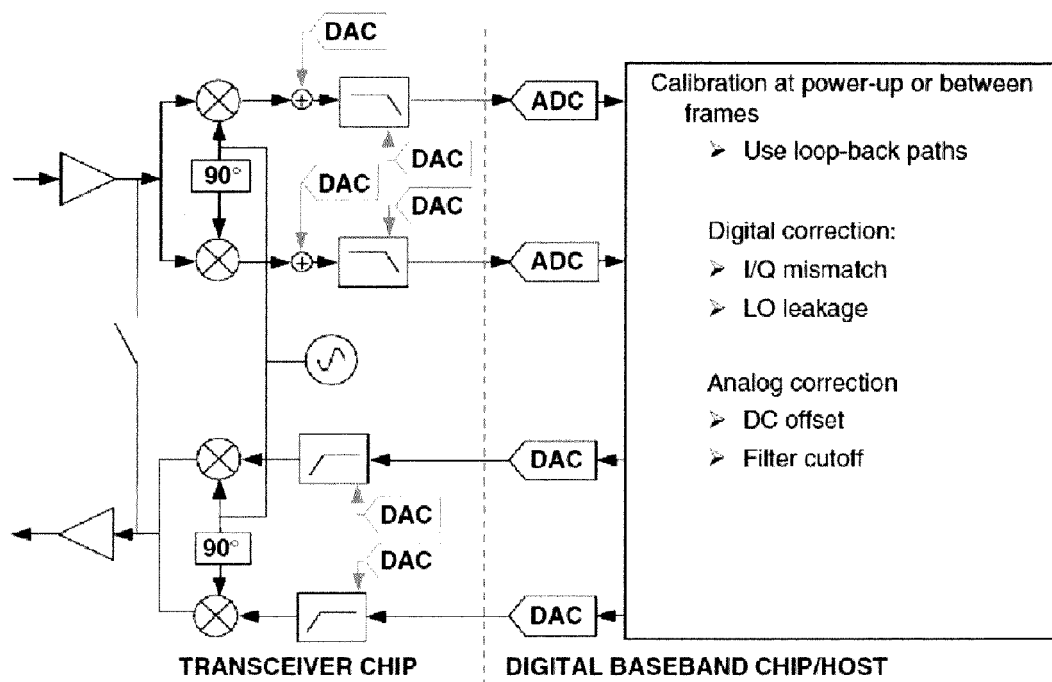 DAC
DAC
90°
DAC
DAC
ADC
ADC
Calibration at power-up or between
frames
➢ Use loop-back paths
Digital correction:
➢ I/Q mismatch
➢ LO leakage
Analog correction
➢ DC offset
➢ Filter cutoff
90°
DAC
DAC
DAC
DAC
TRANSCEIVER CHIP
DIGITAL BASEBAND CHIP/HOST